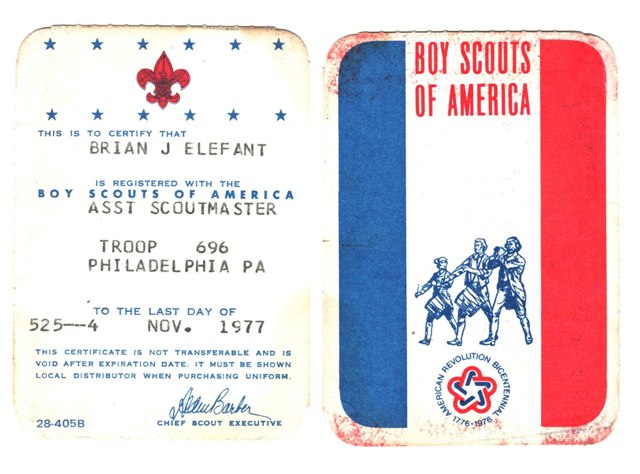 THIS IS TO CERTIFY THAT
BRIAN J ELEFANT
IS REGISTERED WITH THE
BOY SCOUTS OF AMERICA
ASST SCOUTMASTER
TROOP 696
PHILADELPHIA PA
TO THE LAST DAY OF
525--4 NOV. 1977
THIS CERTIFICATE IS NOT TRANSFERABLE AND IS
VOID AFTER EXPIRATION DATE. IT MUST BE SHOWN
LOCAL DISTRIBUTOR WHEN PURCHASING UNIFORM.
28-405B CHIEF SCOUT EXECUTIVE
BOY SCOUTS
OF AMERICA
AMERICAN REVOLUTION BICENTENNIAL
1776-1976